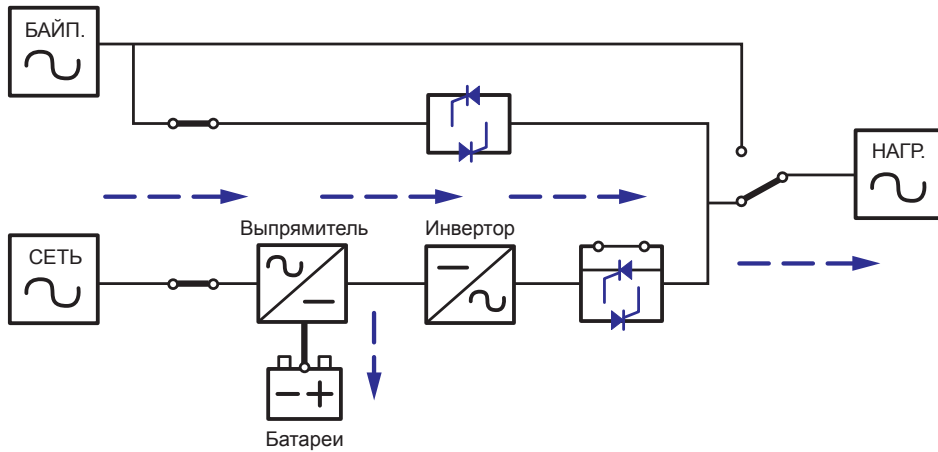 БАЙП.
НАГР.
Выпрямитель
Инвертор
СЕТЬ
Батареи